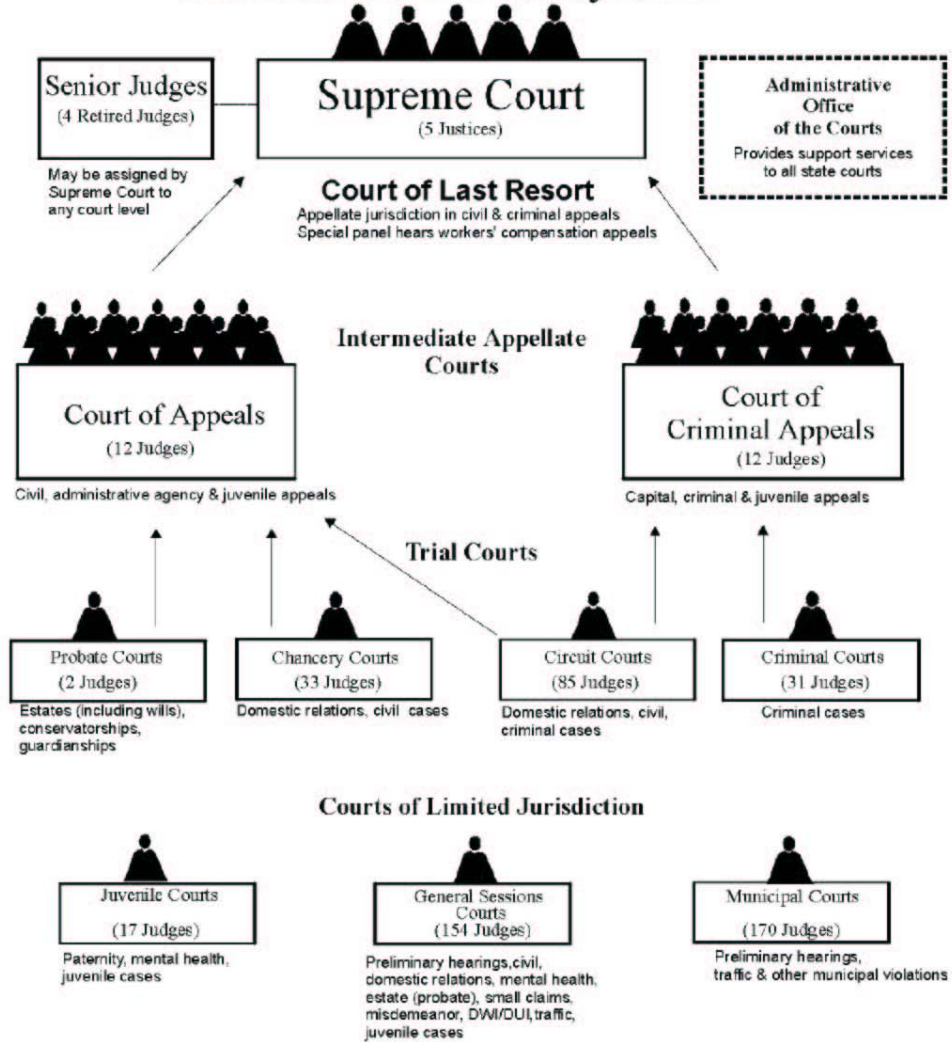 Senior Judges
(4 Retired Judges)
May be assigned by
Supreme Court to
any court level
Supreme Court
(5 Justices)
Court of Last Resort
Appellate jurisdiction in civil & criminal appeals
Special panel hears workers' compensation appeals
Administrative
Office
of the Courts
Provides support services
to all state courts
Intermediate Appellate
Courts
Court of Appeals
(12 Judges)
Civil, administrative agency & juvenile appeals
Court of
Criminal Appeals
(12 Judges)
Capital, criminal & juvenile appeals
Trial Courts
Probate Courts
(2 Judges)
Estates (including wills),
conservatorships,
guardianships
Chancery Courts
(33 Judges)
Domestic relations, civil cases
Circuit Courts
(85 Judges)
Domestic relations, civil,
criminal cases
Criminal Courts
(31 Judges)
Criminal cases
Courts of Limited Jurisdiction
Juvenile Courts
(17 Judges)
Paternity, mental health,
juvenile cases
General Sessions
Courts
(154 Judges)
Preliminary hearings,civil,
domestic relations, mental health,
estate (probate), small claims,
misdemeanor, DWI/DUI,traffic,
juvenile cases
Municipal Courts
(170 Judges)
Preliminary hearings,
traffic & other municipal violations